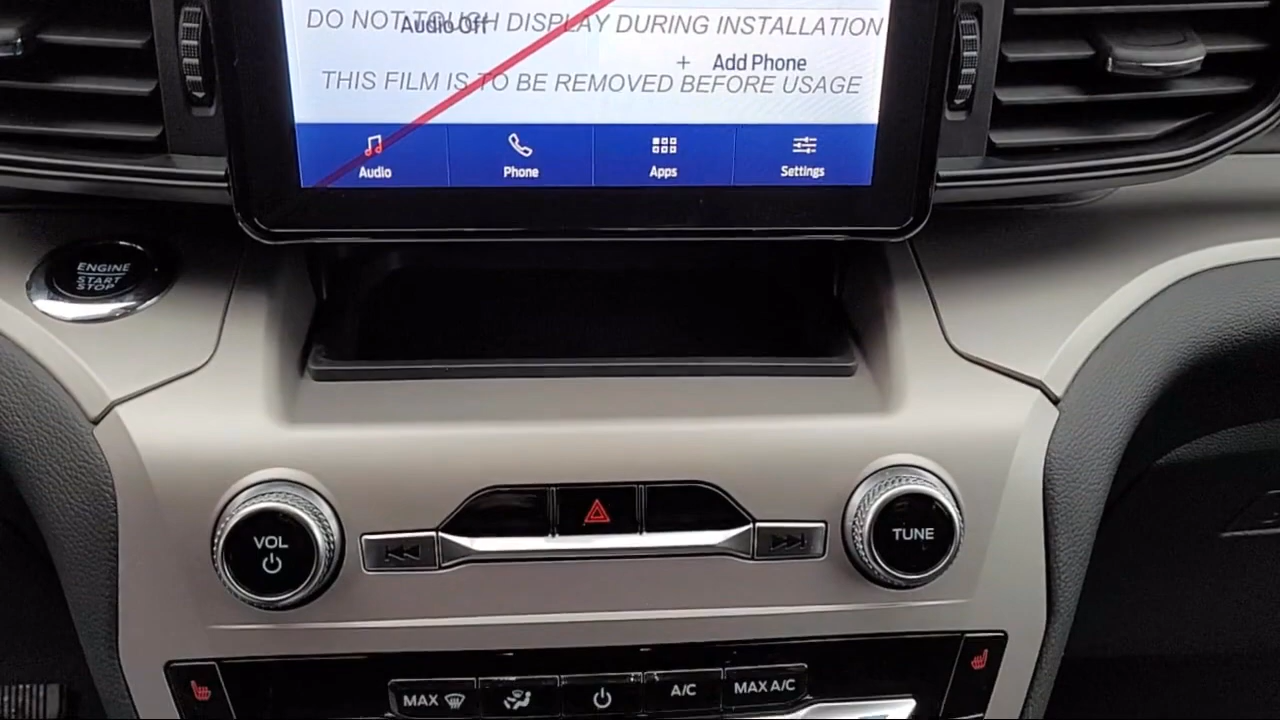 DO NOT TOUCH DISPLAY DURING INSTALLATION
Audio Off
+ Add Phone
THIS FILM IS TO BE REMOVED BEFORE USAGE
Audio
Phone
Apps
Settings
ENGINE
START
STOP
VOL
TUNE
MAX
A/C
MAX A/C